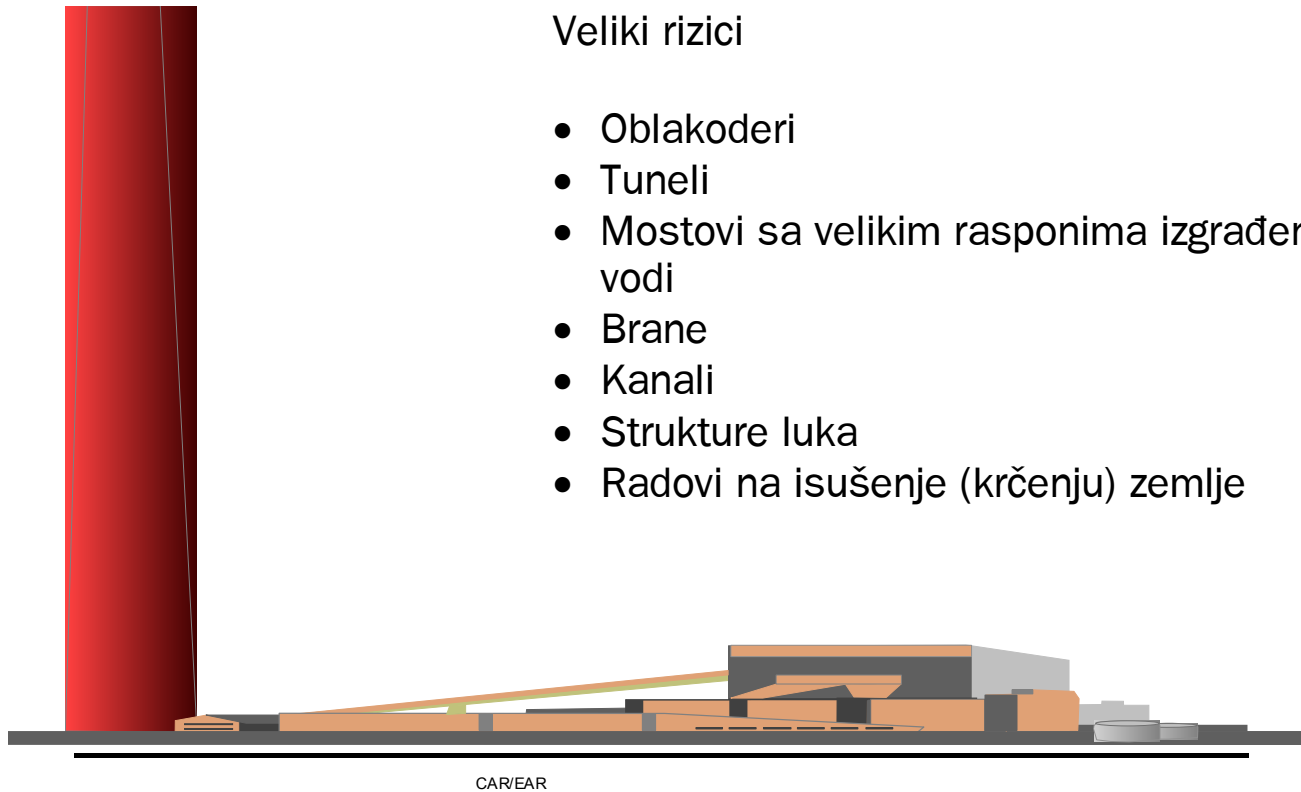 Veliki rizici
• Oblakoderi
• Tuneli
• Mostovi sa velikim rasponima
vodi
• Brane
• Kanali
• Strukture luka
• Radovi na isušenje (krčenju) zemlje
CAR/EAR